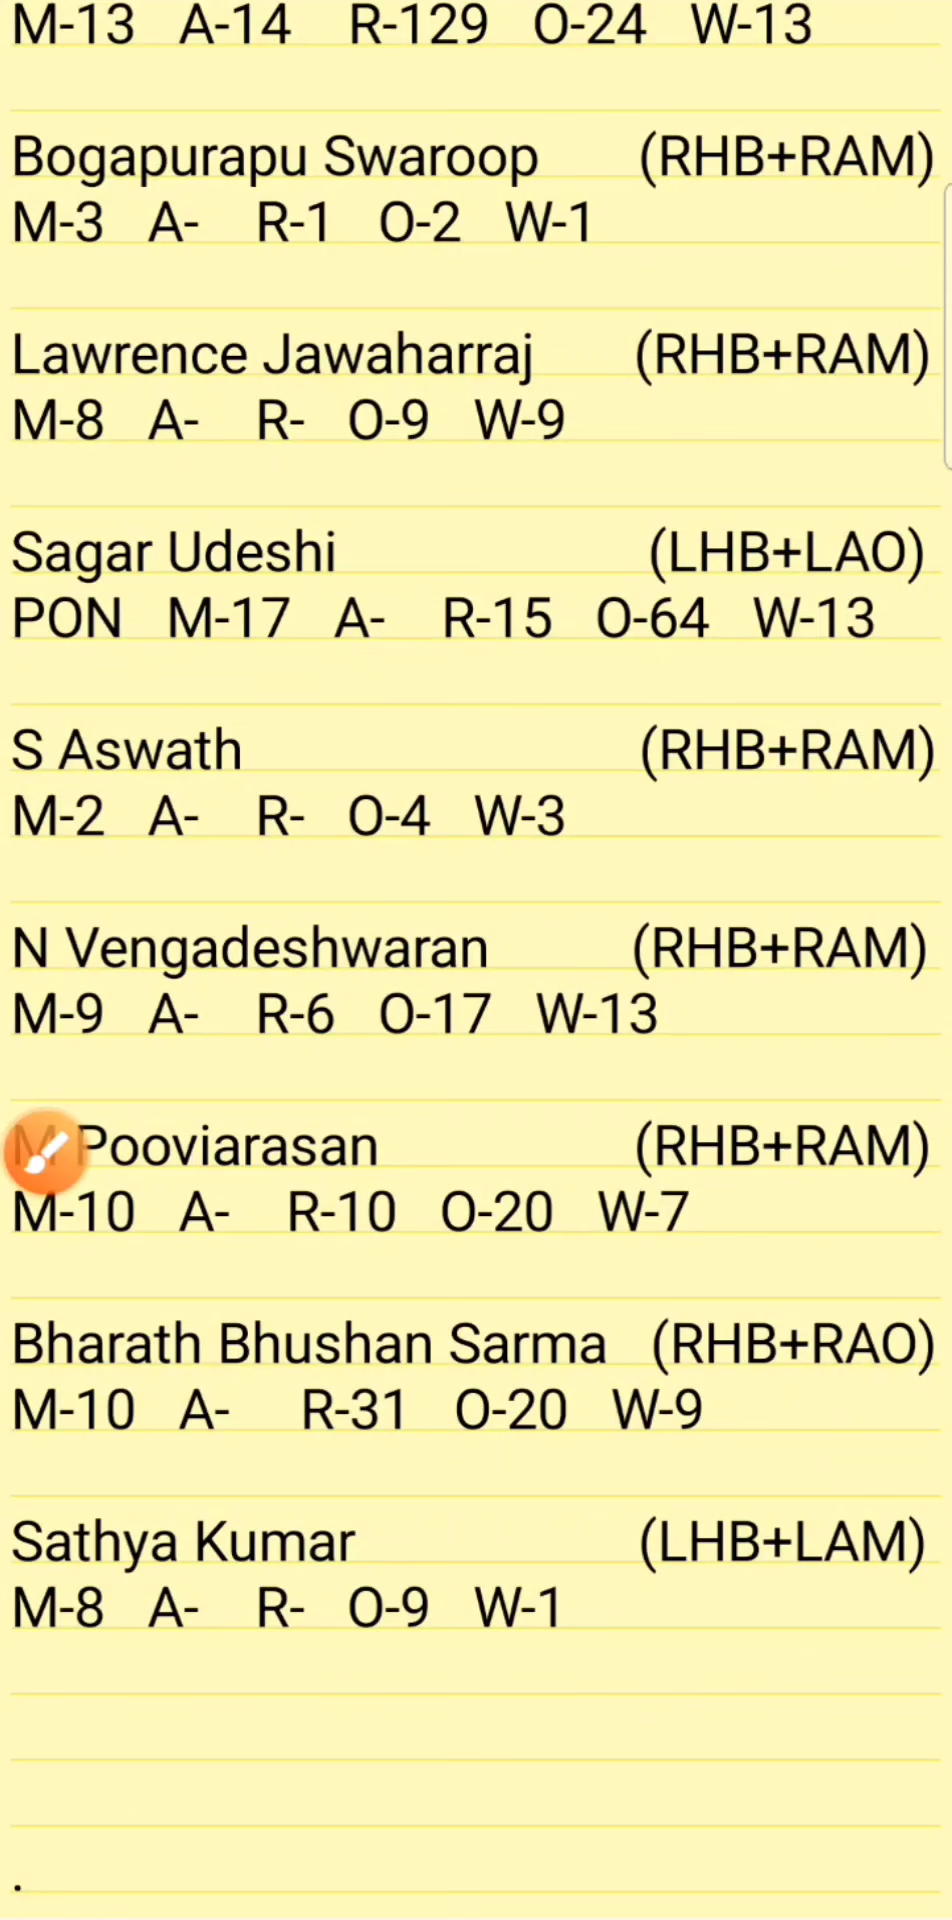 M-13 A-14 R-129 O-24 W-13
Bogapurapu Swaroop (RHB+RAM)
M-3 A- R-1 O-2 W-1
Lawrence Jawaharraj (RHB+RAM)
M-8 A- R- O-9 W-9
Sagar Udeshi (LHB+LAO)
PON M-17 A- R-15 O-64 W-13
S Aswath (RHB+RAM)
M-2 A- R- O-4 W-3
N Vengadeshwaran (RHB+RAM)
M-9 A- R-6 O-17 W-13
M Pooviarasan (RHB+RAM)
M-10 A- R-10 O-20 W-7
Bharath Bhushan Sarma (RHB+RAO)
M-10 A- R-31 O-20 W-9
Sathya Kumar (LHB+LAM)
M-8 A- R- O-9 W-1
.